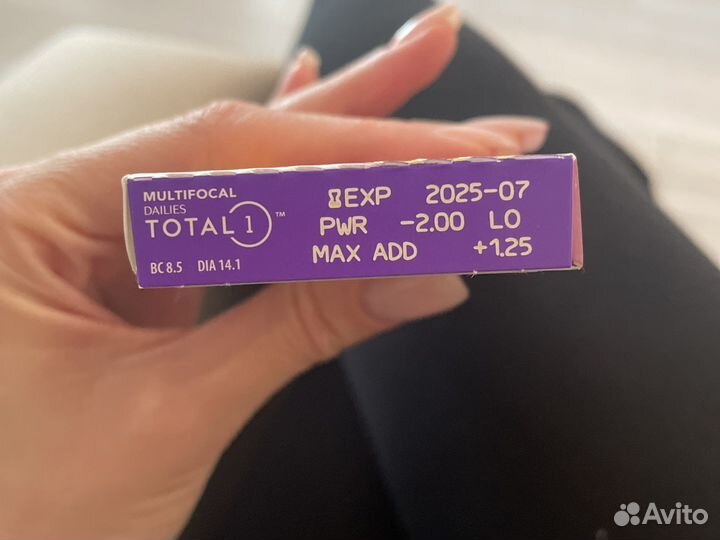 MULTIFOCAL
DAILIES
TOTAL 1™
BC 8.5 DIA 14.1
EXP 2025-07
PWR -2.00 LO
MAX ADD +1.25
Avito